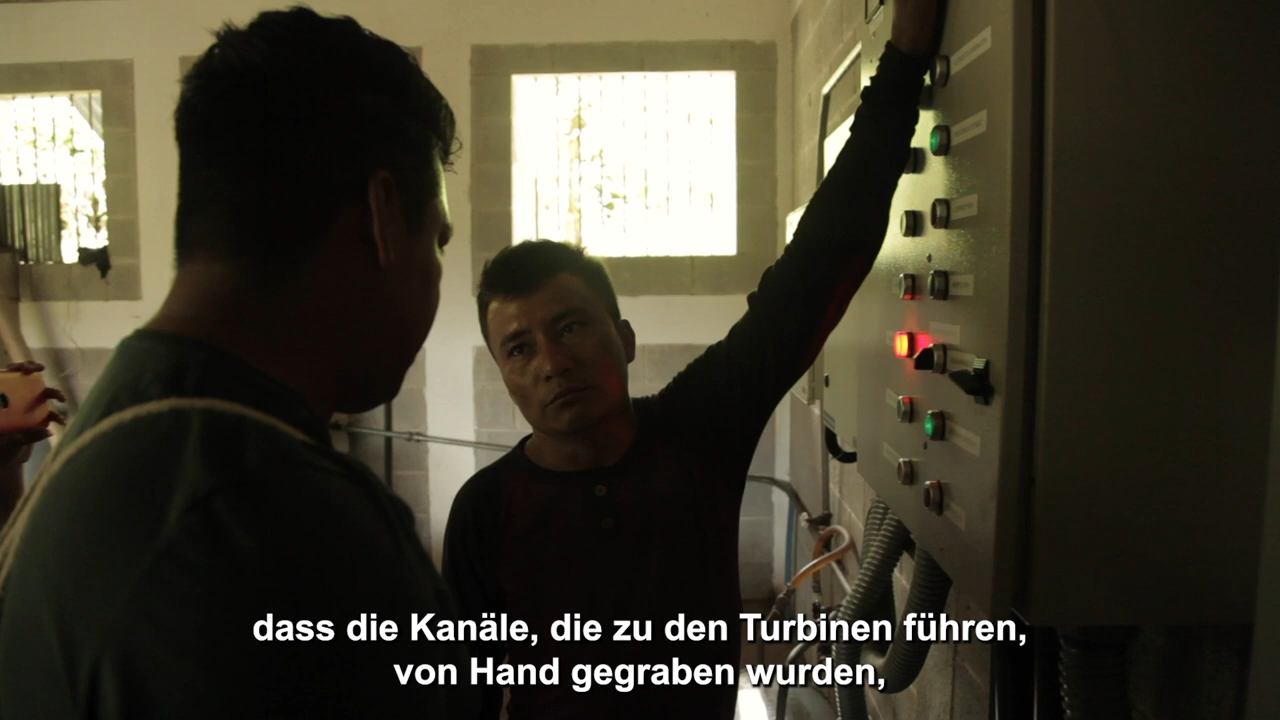 dass die Kanäle, die zu den Turbinen führen,
von Hand gegraben wurden,